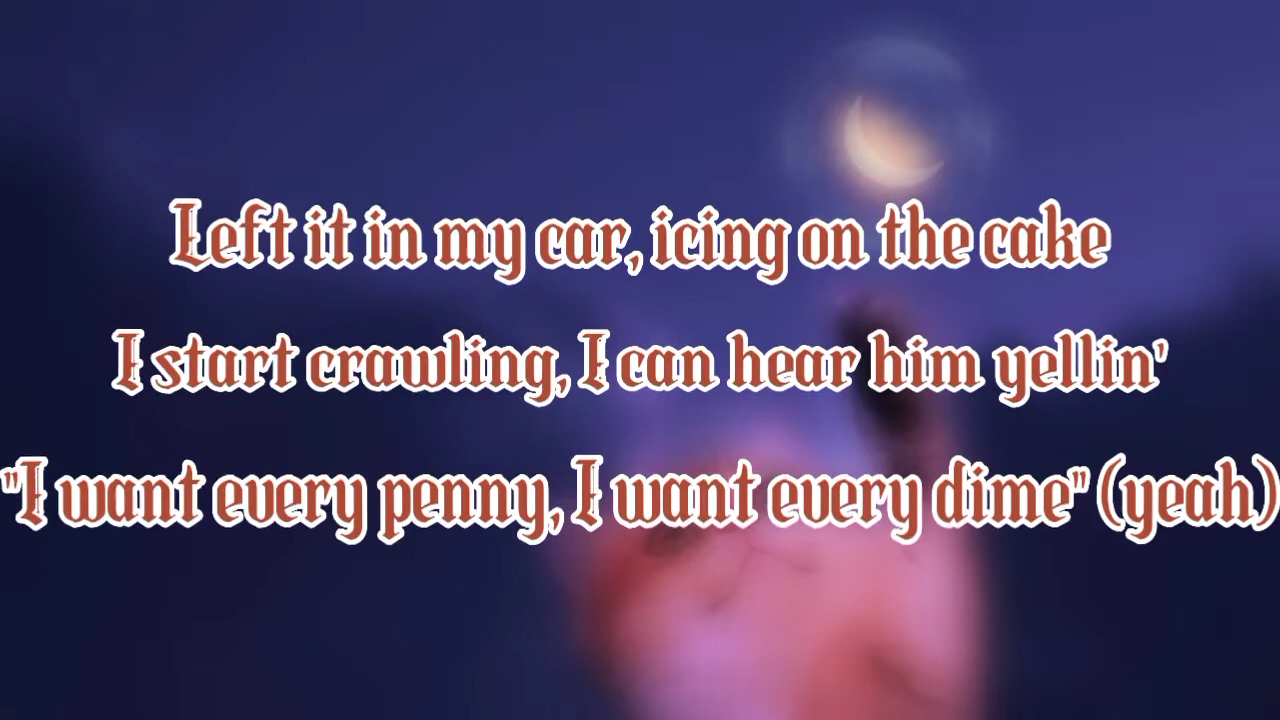 Left it in my car, icing on the cake
I start crawling, I can hear him yellin'
"I want every penny, I want every dime" (yeah)